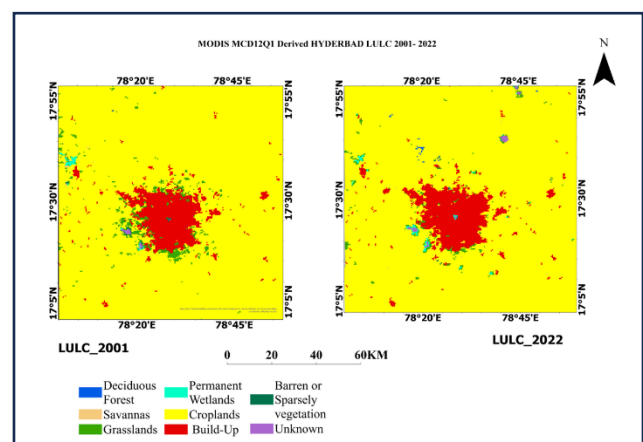 MODIS MCD12Q1 Derived HYDERBAD LULC 2001- 2022
N
78°20'E 78°45'E
78°20'E 78°45'E
17°55'N
17°55'N
17°55'N
17°55'N
17°30'N
17°30'N
17°30'N
17°30'N
17°5'N
17°5'N
17°5'N
17°5'N
78°20'E 78°45'E
78°20'E 78°45'E
LULC_2001
LULC_2022
0 20 40 60KM
Deciduous Forest
Savannas
Grasslands
Permanent Wetlands
Croplands
Build-Up
Barren or Sparsely vegetation
Unknown